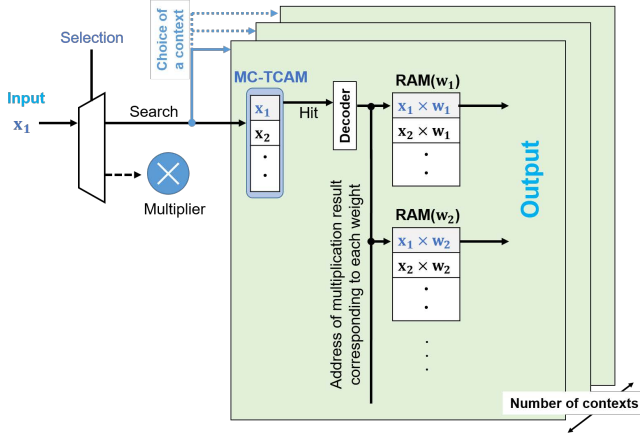 Selection
Choice of
a context
Input
x₁
Search
Multiplier
MC-TCAM
x₁
x₂
Hit
Decoder
Address of multiplication result
corresponding to each weight
RAM(w₁)
x₁ × w₁
x₂ × w₁
RAM(w₂)
x₁ × w₂
x₂ × w₂
Output
Number of contexts